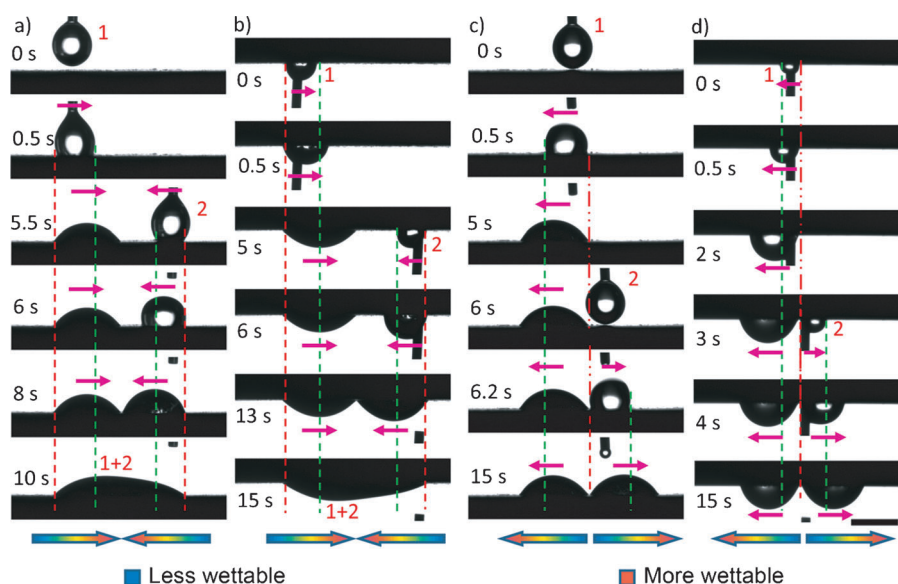 a)
1
0 s
0.5 s
5.5 s
2
6 s
8 s
10 s
1+2
b)
1
0 s
0.5 s
5 s
2
6 s
13 s
15 s
1+2
c)
1
0 s
0.5 s
5 s
6 s
2
6.2 s
15 s
d)
1
0 s
0.5 s
2 s
3 s
2
4 s
15 s
Less wettable
More wettable